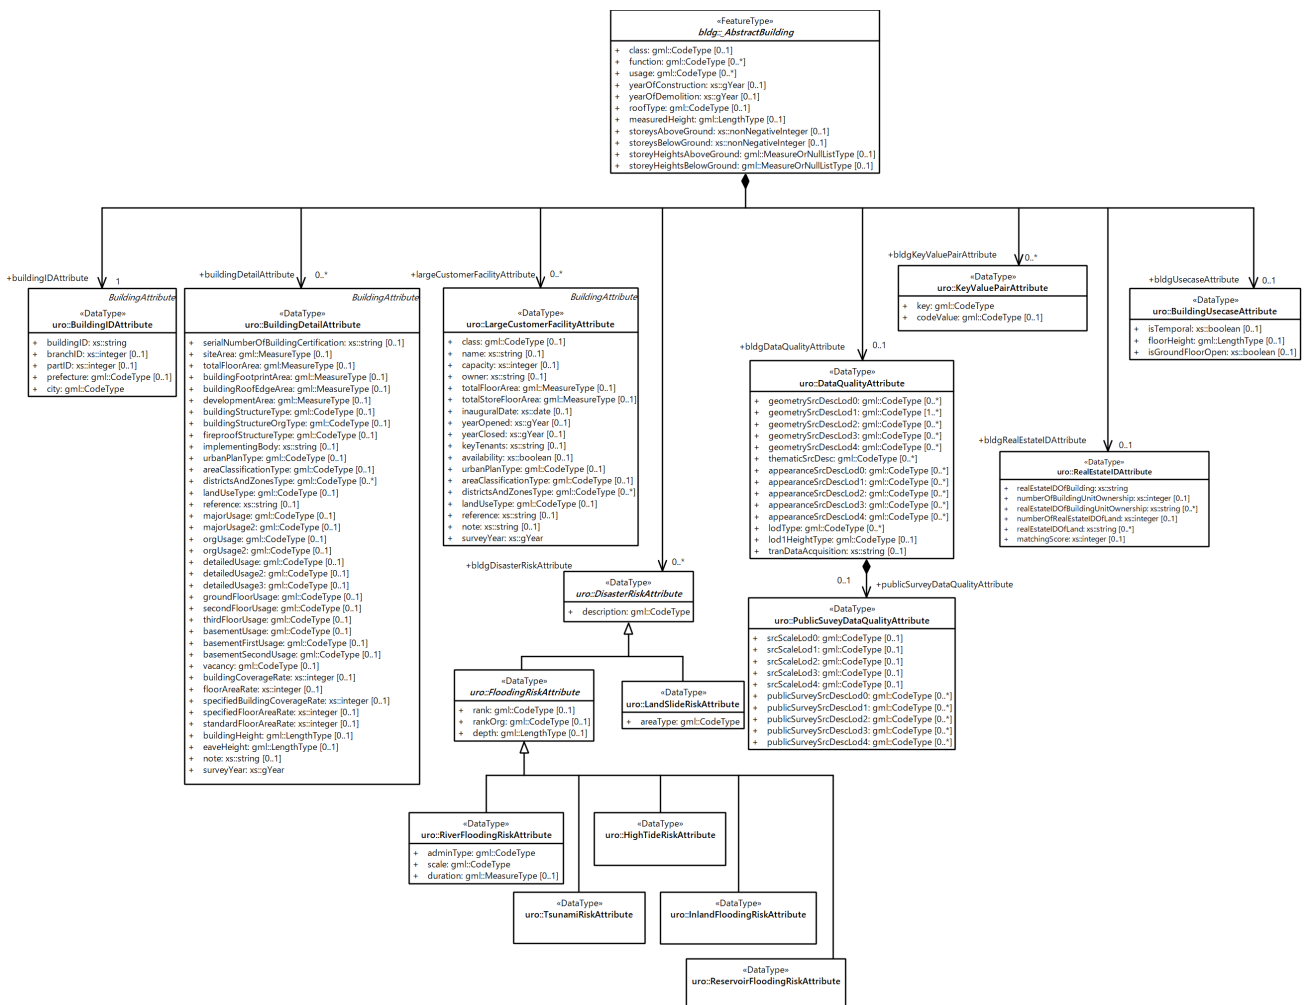 «FeatureType»
bldg::_AbstractBuilding
+ class: gml::CodeType [0..1]
+ function: gml::CodeType [0..*]
+ usage: gml::CodeType [0..*]
+ yearOfConstruction: xs::gYear [0..1]
+ yearOfDemolition: xs::gYear [0..1]
+ roofType: gml::CodeType [0..1]
+ measuredHeight: gml::LengthType [0..1]
+ storeysAboveGround: xs::nonNegativeInteger [0..1]
+ storeysBelowGround: xs::nonNegativeInteger [0..1]
+ storeyHeightsAboveGround: gml::MeasureOrNullListType [0..1]
+ storeyHeightsBelowGround: gml::MeasureOrNullListType [0..1]
+buildingIDAttribute
1
BuildingAttribute
«DataType»
uro::BuildingIDAttribute
+ buildingID: xs::string
+ branchID: xs::integer [0..1]
+ partID: xs::integer [0..1]
+ prefecture: gml::CodeType [0..1]
+ city: gml::CodeType
+buildingDetailAttribute
0..*
BuildingAttribute
«DataType»
uro::BuildingDetailAttribute
+ serialNumberOfBuildingCertification: xs::string [0..1]
+ siteArea: gml::MeasureType [0..1]
+ totalFloorArea: gml::MeasureType [0..1]
+ buildingFootprintArea: gml::MeasureType [0..1]
+ buildingRoofEdgeArea: gml::MeasureType [0..1]
+ developmentArea: gml::MeasureType [0..1]
+ buildingStructureType: gml::CodeType [0..1]
+ buildingStructureOrgType: gml::CodeType [0..1]
+ fireproofStructureType: gml::CodeType [0..1]
+ implementingBody: xs::string [0..1]
+ urbanPlanType: gml::CodeType [0..1]
+ areaClassificationType: gml::CodeType [0..1]
+ districtsAndZonesType: gml::CodeType [0..*]
+ landUseType: gml::CodeType [0..1]
+ reference: xs::string [0..1]
+ majorUsage: gml::CodeType [0..1]
+ majorUsage2: gml::CodeType [0..1]
+ orgUsage: gml::CodeType [0..1]
+ orgUsage2: gml::CodeType [0..1]
+ detailedUsage: gml::CodeType [0..1]
+ detailedUsage2: gml::CodeType [0..1]
+ detailedUsage3: gml::CodeType [0..1]
+ groundFloorUsage: gml::CodeType [0..1]
+ secondFloorUsage: gml::CodeType [0..1]
+ thirdFloorUsage: gml::CodeType [0..1]
+ basementUsage: gml::CodeType [0..1]
+ basementFirstUsage: gml::CodeType [0..1]
+ basementSecondUsage: gml::CodeType [0..1]
+ vacancy: gml::CodeType [0..1]
+ buildingCoverageRate: xs::integer [0..1]
+ floorAreaRate: xs::integer [0..1]
+ specifiedBuildingCoverageRate: xs::integer [0..1]
+ specifiedFloorAreaRate: xs::integer [0..1]
+ standardFloorAreaRate: xs::integer [0..1]
+ buildingHeight: gml::LengthType [0..1]
+ eaveHeight: gml::LengthType [0..1]
+ note: xs::string [0..1]
+ surveyYear: xs::gYear
+largeCustomerFacilityAttribute
0..*
BuildingAttribute
«DataType»
uro::LargeCustomerFacilityAttribute
+ class: gml::CodeType [0..1]
+ name: xs::string [0..1]
+ capacity: xs::integer [0..1]
+ owner: xs::string [0..1]
+ totalFloorArea: gml::MeasureType [0..1]
+ totalStoreFloorArea: gml::MeasureType [0..1]
+ inauguralDate: xs::date [0..1]
+ yearOpened: xs::gYear [0..1]
+ yearClosed: xs::gYear [0..1]
+ keyTenants: xs::string [0..1]
+ availability: xs::boolean [0..1]
+ urbanPlanType: gml::CodeType [0..1]
+ areaClassificationType: gml::CodeType [0..1]
+ districtsAndZonesType: gml::CodeType [0..*]
+ landUseType: gml::CodeType [0..1]
+ reference: xs::string [0..1]
+ note: xs::string [0..1]
+ surveyYear: xs::gYear
+bldgDisasterRiskAttribute
0..*
«DataType»
uro::DisasterRiskAttribute
+ description: gml::CodeType
«DataType»
uro::FloodingRiskAttribute
+ rank: gml::CodeType [0..1]
+ rankOrg: gml::CodeType [0..1]
+ depth: gml::LengthType [0..1]
«DataType»
uro::LandSlideRiskAttribute
+ areaType: gml::CodeType
«DataType»
uro::RiverFloodingRiskAttribute
+ adminType: gml::CodeType
+ scale: gml::CodeType
+ duration: gml::MeasureType [0..1]
«DataType»
uro::HighTideRiskAttribute
«DataType»
uro::TsunamiRiskAttribute
«DataType»
uro::InlandFloodingRiskAttribute
«DataType»
uro::ReservoirFloodingRiskAttribute
+bldgDataQualityAttribute
0..1
«DataType»
uro::DataQualityAttribute
+ geometrySrcDescLod0: gml::CodeType [0..*]
+ geometrySrcDescLod1: gml::CodeType [1..*]
+ geometrySrcDescLod2: gml::CodeType [0..*]
+ geometrySrcDescLod3: gml::CodeType [0..*]
+ geometrySrcDescLod4: gml::CodeType [0..*]
+ thematicSrcDesc: gml::CodeType [0..*]
+ appearanceSrcDescLod0: gml::CodeType [0..*]
+ appearanceSrcDescLod1: gml::CodeType [0..*]
+ appearanceSrcDescLod2: gml::CodeType [0..*]
+ appearanceSrcDescLod3: gml::CodeType [0..*]
+ appearanceSrcDescLod4: gml::CodeType [0..*]
+ lodType: gml::CodeType [0..*]
+ lod1HeightType: gml::CodeType [0..1]
+ tranDataAcquisition: xs::string [0..1]
0..1
+publicSurveyDataQualityAttribute
«DataType»
uro::PublicSuveyDataQualityAttribute
+ srcScaleLod0: gml::CodeType [0..1]
+ srcScaleLod1: gml::CodeType [0..1]
+ srcScaleLod2: gml::CodeType [0..1]
+ srcScaleLod3: gml::CodeType [0..1]
+ srcScaleLod4: gml::CodeType [0..1]
+ publicSurveySrcDescLod0: gml::CodeType [0..*]
+ publicSurveySrcDescLod1: gml::CodeType [0..*]
+ publicSurveySrcDescLod2: gml::CodeType [0..*]
+ publicSurveySrcDescLod3: gml::CodeType [0..*]
+ publicSurveySrcDescLod4: gml::CodeType [0..*]
+bldgKeyValuePairAttribute
0..*
«DataType»
uro::KeyValuePairAttribute
+ key: gml::CodeType
+ codeValue: gml::CodeType [0..1]
+bldgRealEstateIDAttribute
0..1
«DataType»
uro::RealEstateIDAttribute
+ realEstateIDOfBuilding: xs::string
+ numberOfBuildingUnitOwnership: xs::integer [0..1]
+ realEstateIDOfBuildingUnitOwnership: xs::string [0..*]
+ numberOfRealEstateIDOfLand: xs::integer [0..1]
+ realEstateIDOfLand: xs::string [0..*]
+ matchingScore: xs::integer [0..1]
+bldgUsecaseAttribute
0..1
«DataType»
uro::BuildingUsecaseAttribute
+ isTemporal: xs::boolean [0..1]
+ floorHeight: gml::LengthType [0..1]
+ isGroundFloorOpen: xs::boolean [0..1]